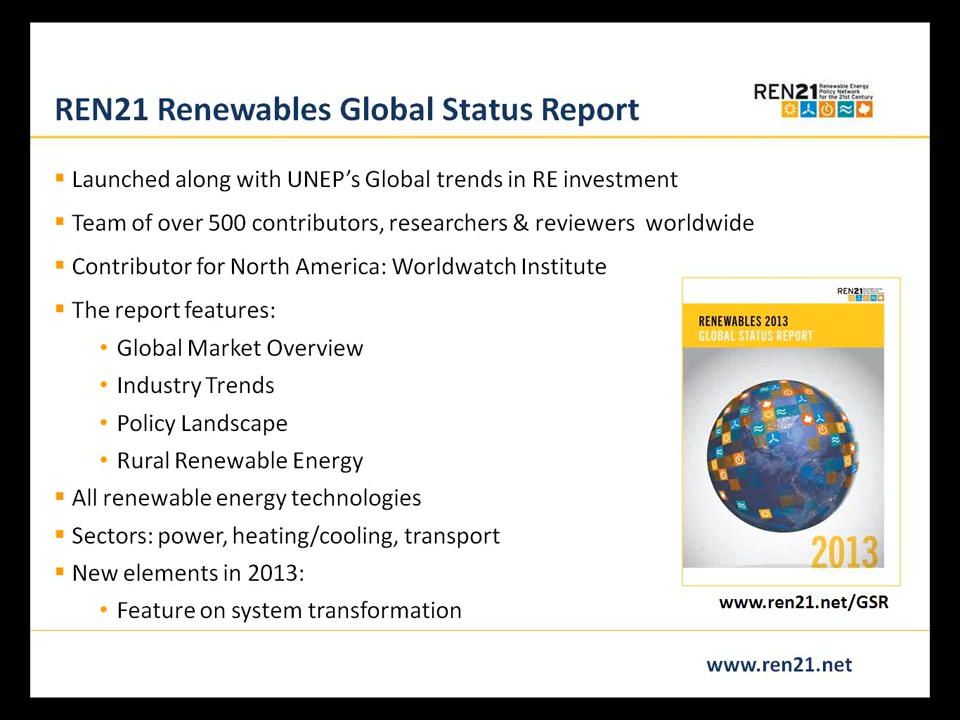 REN21 Renewables Global Status Report
REN21
Renewable Energy
Policy Network
for the 21st Century
Launched along with UNEP’s Global trends in RE investment
Team of over 500 contributors, researchers & reviewers worldwide
Contributor for North America: Worldwatch Institute
The report features:
Global Market Overview
Industry Trends
Policy Landscape
Rural Renewable Energy
All renewable energy technologies
Sectors: power, heating/cooling, transport
New elements in 2013:
Feature on system transformation
REN21
RENEWABLES 2013
GLOBAL STATUS REPORT
2013
www.ren21.net/GSR
www.ren21.net